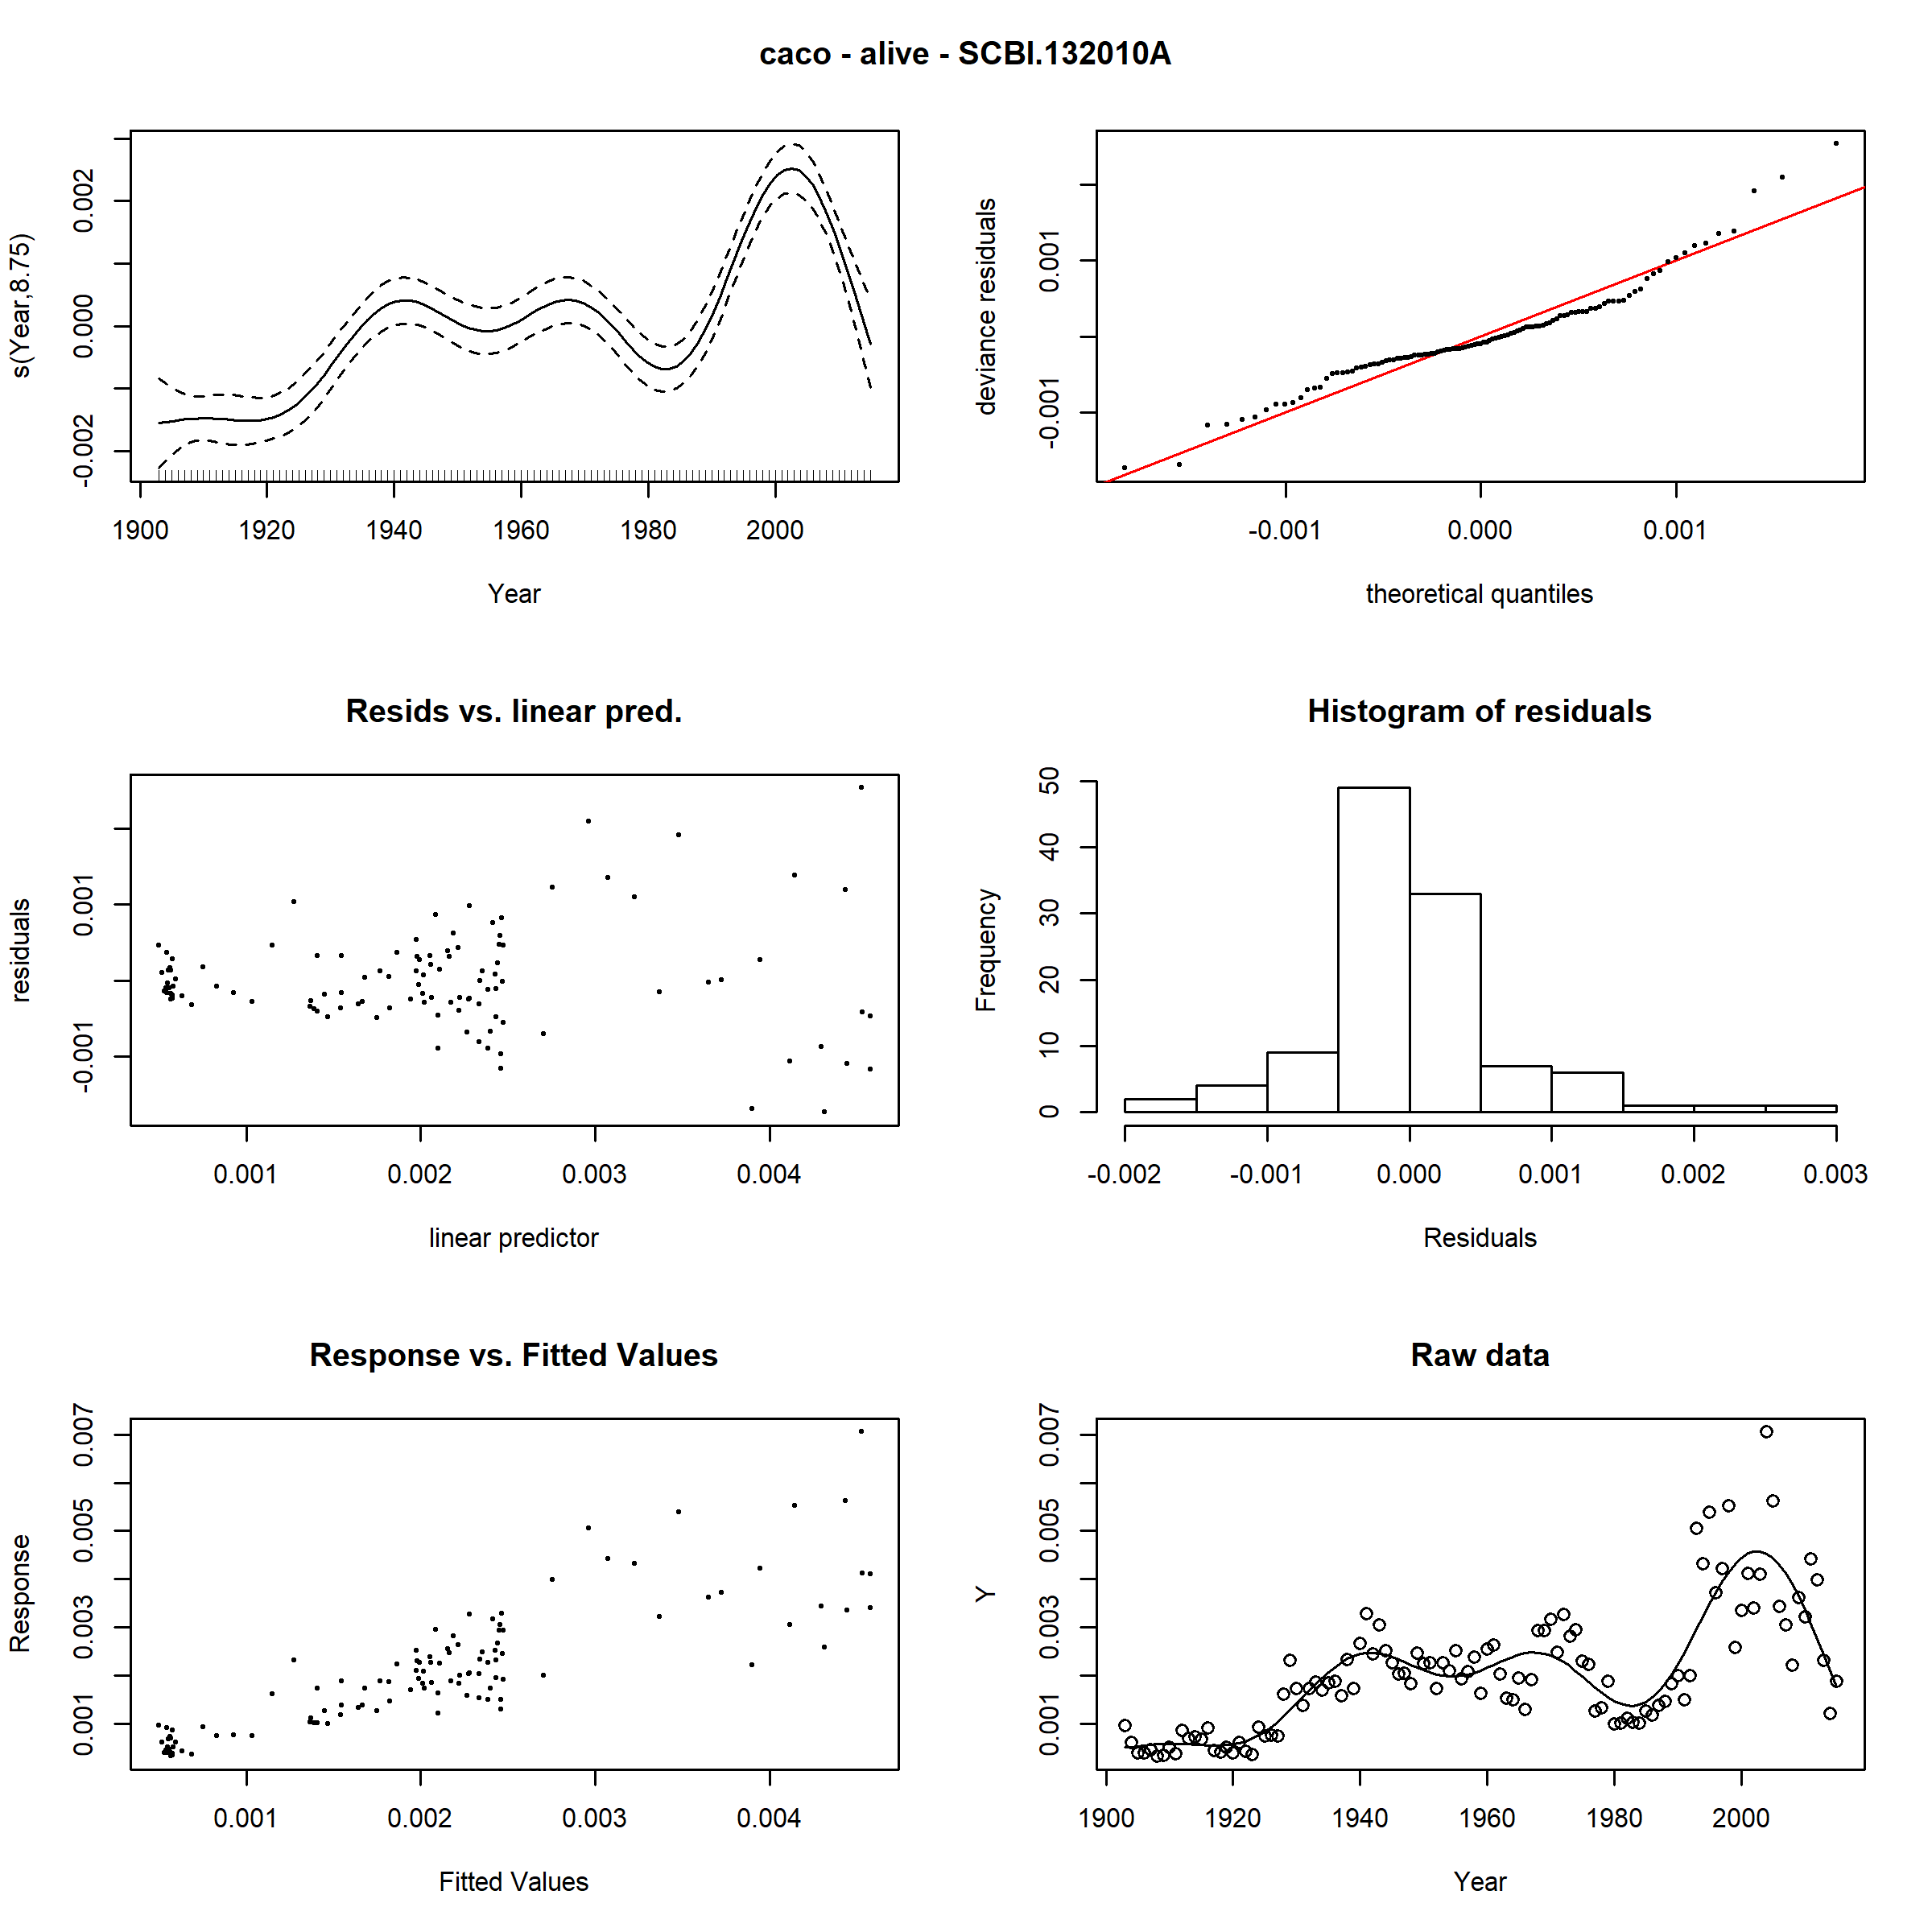 caco - alive - SCBI.132010A
s(Year,8.75)
-0.002 0.000 0.002
1900 1920 1940 1960 1980 2000
Year
deviance residuals
-0.001 0.001
-0.001 0.000 0.001
theoretical quantiles
Resids vs. linear pred.
residuals
-0.001 0.001
0.001 0.002 0.003 0.004
linear predictor
Histogram of residuals
Frequency
0 10 20 30 40 50
-0.002 -0.001 0.000 0.001 0.002 0.003
Residuals
Response vs. Fitted Values
Response
0.001 0.003 0.005 0.007
0.001 0.002 0.003 0.004
Fitted Values
Raw data
Y
0.001 0.003 0.005 0.007
1900 1920 1940 1960 1980 2000
Year